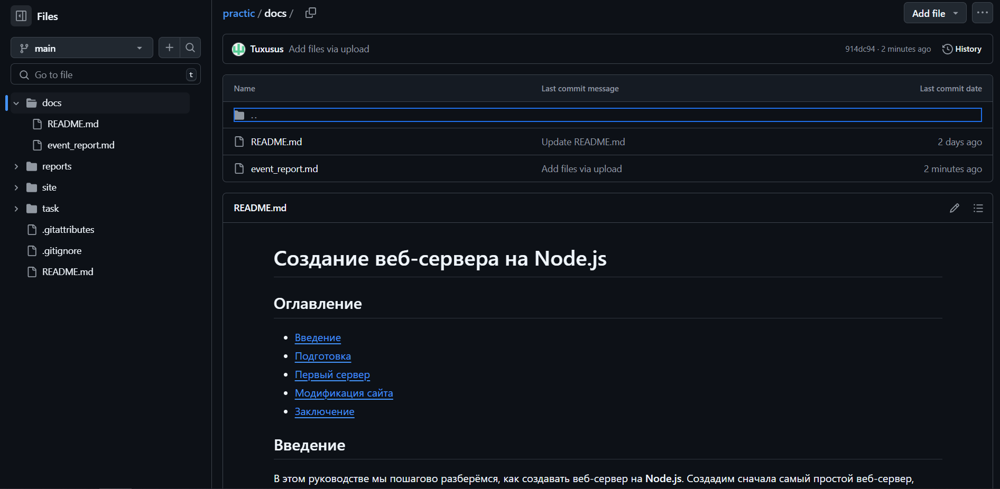 Files
main
Go to file
t
docs
README.md
event_report.md
reports
site
task
.gitattributes
.gitignore
README.md
practic / docs /
Add file
Tuxusus Add files via upload
914dc94 · 2 minutes ago
History
Name Last commit message Last commit date
..
README.md Update README.md 2 days ago
event_report.md Add files via upload 2 minutes ago
README.md
Создание веб-сервера на Node.js
Оглавление
• Введение
• Подготовка
• Первый сервер
• Модификация сайта
• Заключение
Введение
В этом руководстве мы пошагово разберёмся, как создавать веб-сервер на Node.js. Создадим сначала самый простой веб-сервер,